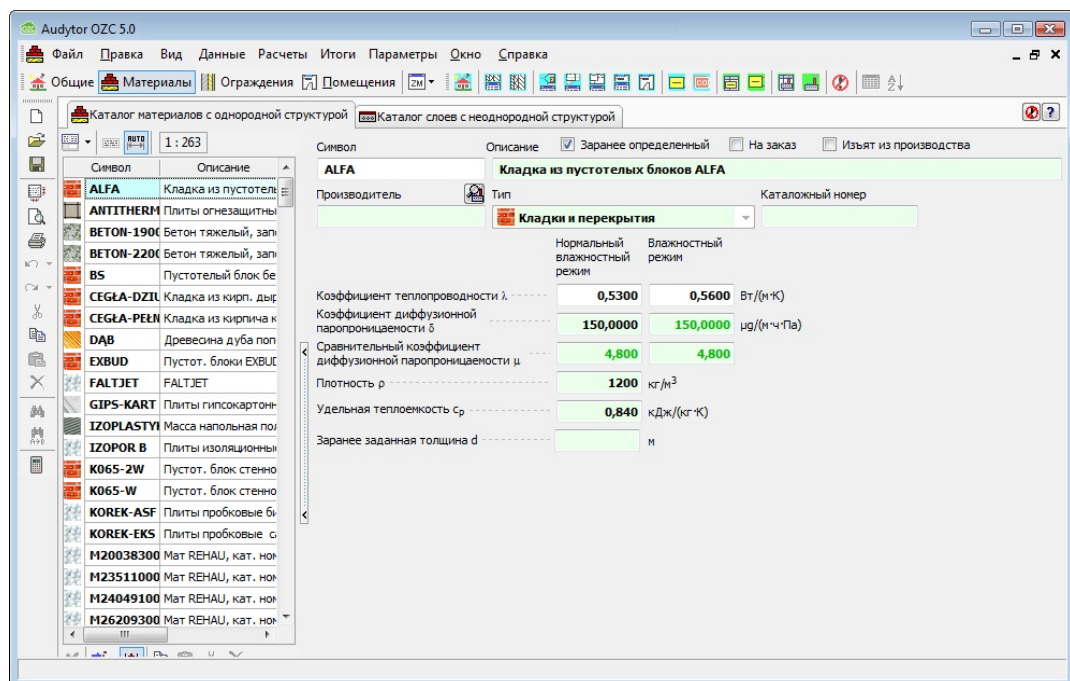 Audytor OZC 5.0
Файл Правка Вид Данные Расчеты Итоги Параметры Окно Справка
Общие Материалы Ограждения Помещения ZM
Каталог материалов с однородной структурой Каталог слоев с неоднородной структурой
AUTO 1 : 263
Символ Описание
ALFA Кладка из пустотель
ANTITHERM Плиты огнезащитны
BETON-1900 Бетон тяжелый, запо
BETON-2200 Бетон тяжелый, запо
BS Пустотелый блок бе
CEGŁA-DZIU Кладка из кирп. дыр
CEGŁA-PEŁN Кладка из кирпича к
DĄB Древесина дуба поп
EXBUD Пустот. блоки EXBUD
FALTJET FALTJET
GIPS-KART Плиты гипсокартонн
IZOPLASTYK Масса напольная пол
IZOPOR B Плиты изоляционные
K065-2W Пустот. блок стенно
K065-W Пустот. блок стенно
KOREK-ASF Плиты пробковые би
KOREK-EKS Плиты пробковые са
M20038300 Мат REHAU, кат. ном
M23511000 Мат REHAU, кат. ном
M24049100 Мат REHAU, кат. ном
M26209300 Мат REHAU, кат. ном
Символ Описание Заранее определенный На заказ Изъят из производства
ALFA Кладка из пустотелых блоков ALFA
Производитель Тип Каталожный номер
Кладки и перекрытия
Нормальный влажностный режим
Влажностный режим
Коэффициент теплопроводности λ 0,5300 0,5600 Вт/(м·К)
Коэффициент диффузионной
паропроницаемости δ 150,0000 150,0000 µg/(м·ч·Па)
Сравнительный коэффициент
диффузионной паропроницаемости µ 4,800 4,800
Плотность ρ 1200 кг/м³
Удельная теплоемкость cp 0,840 кДж/(кг·К)
Заранее заданная толщина d м